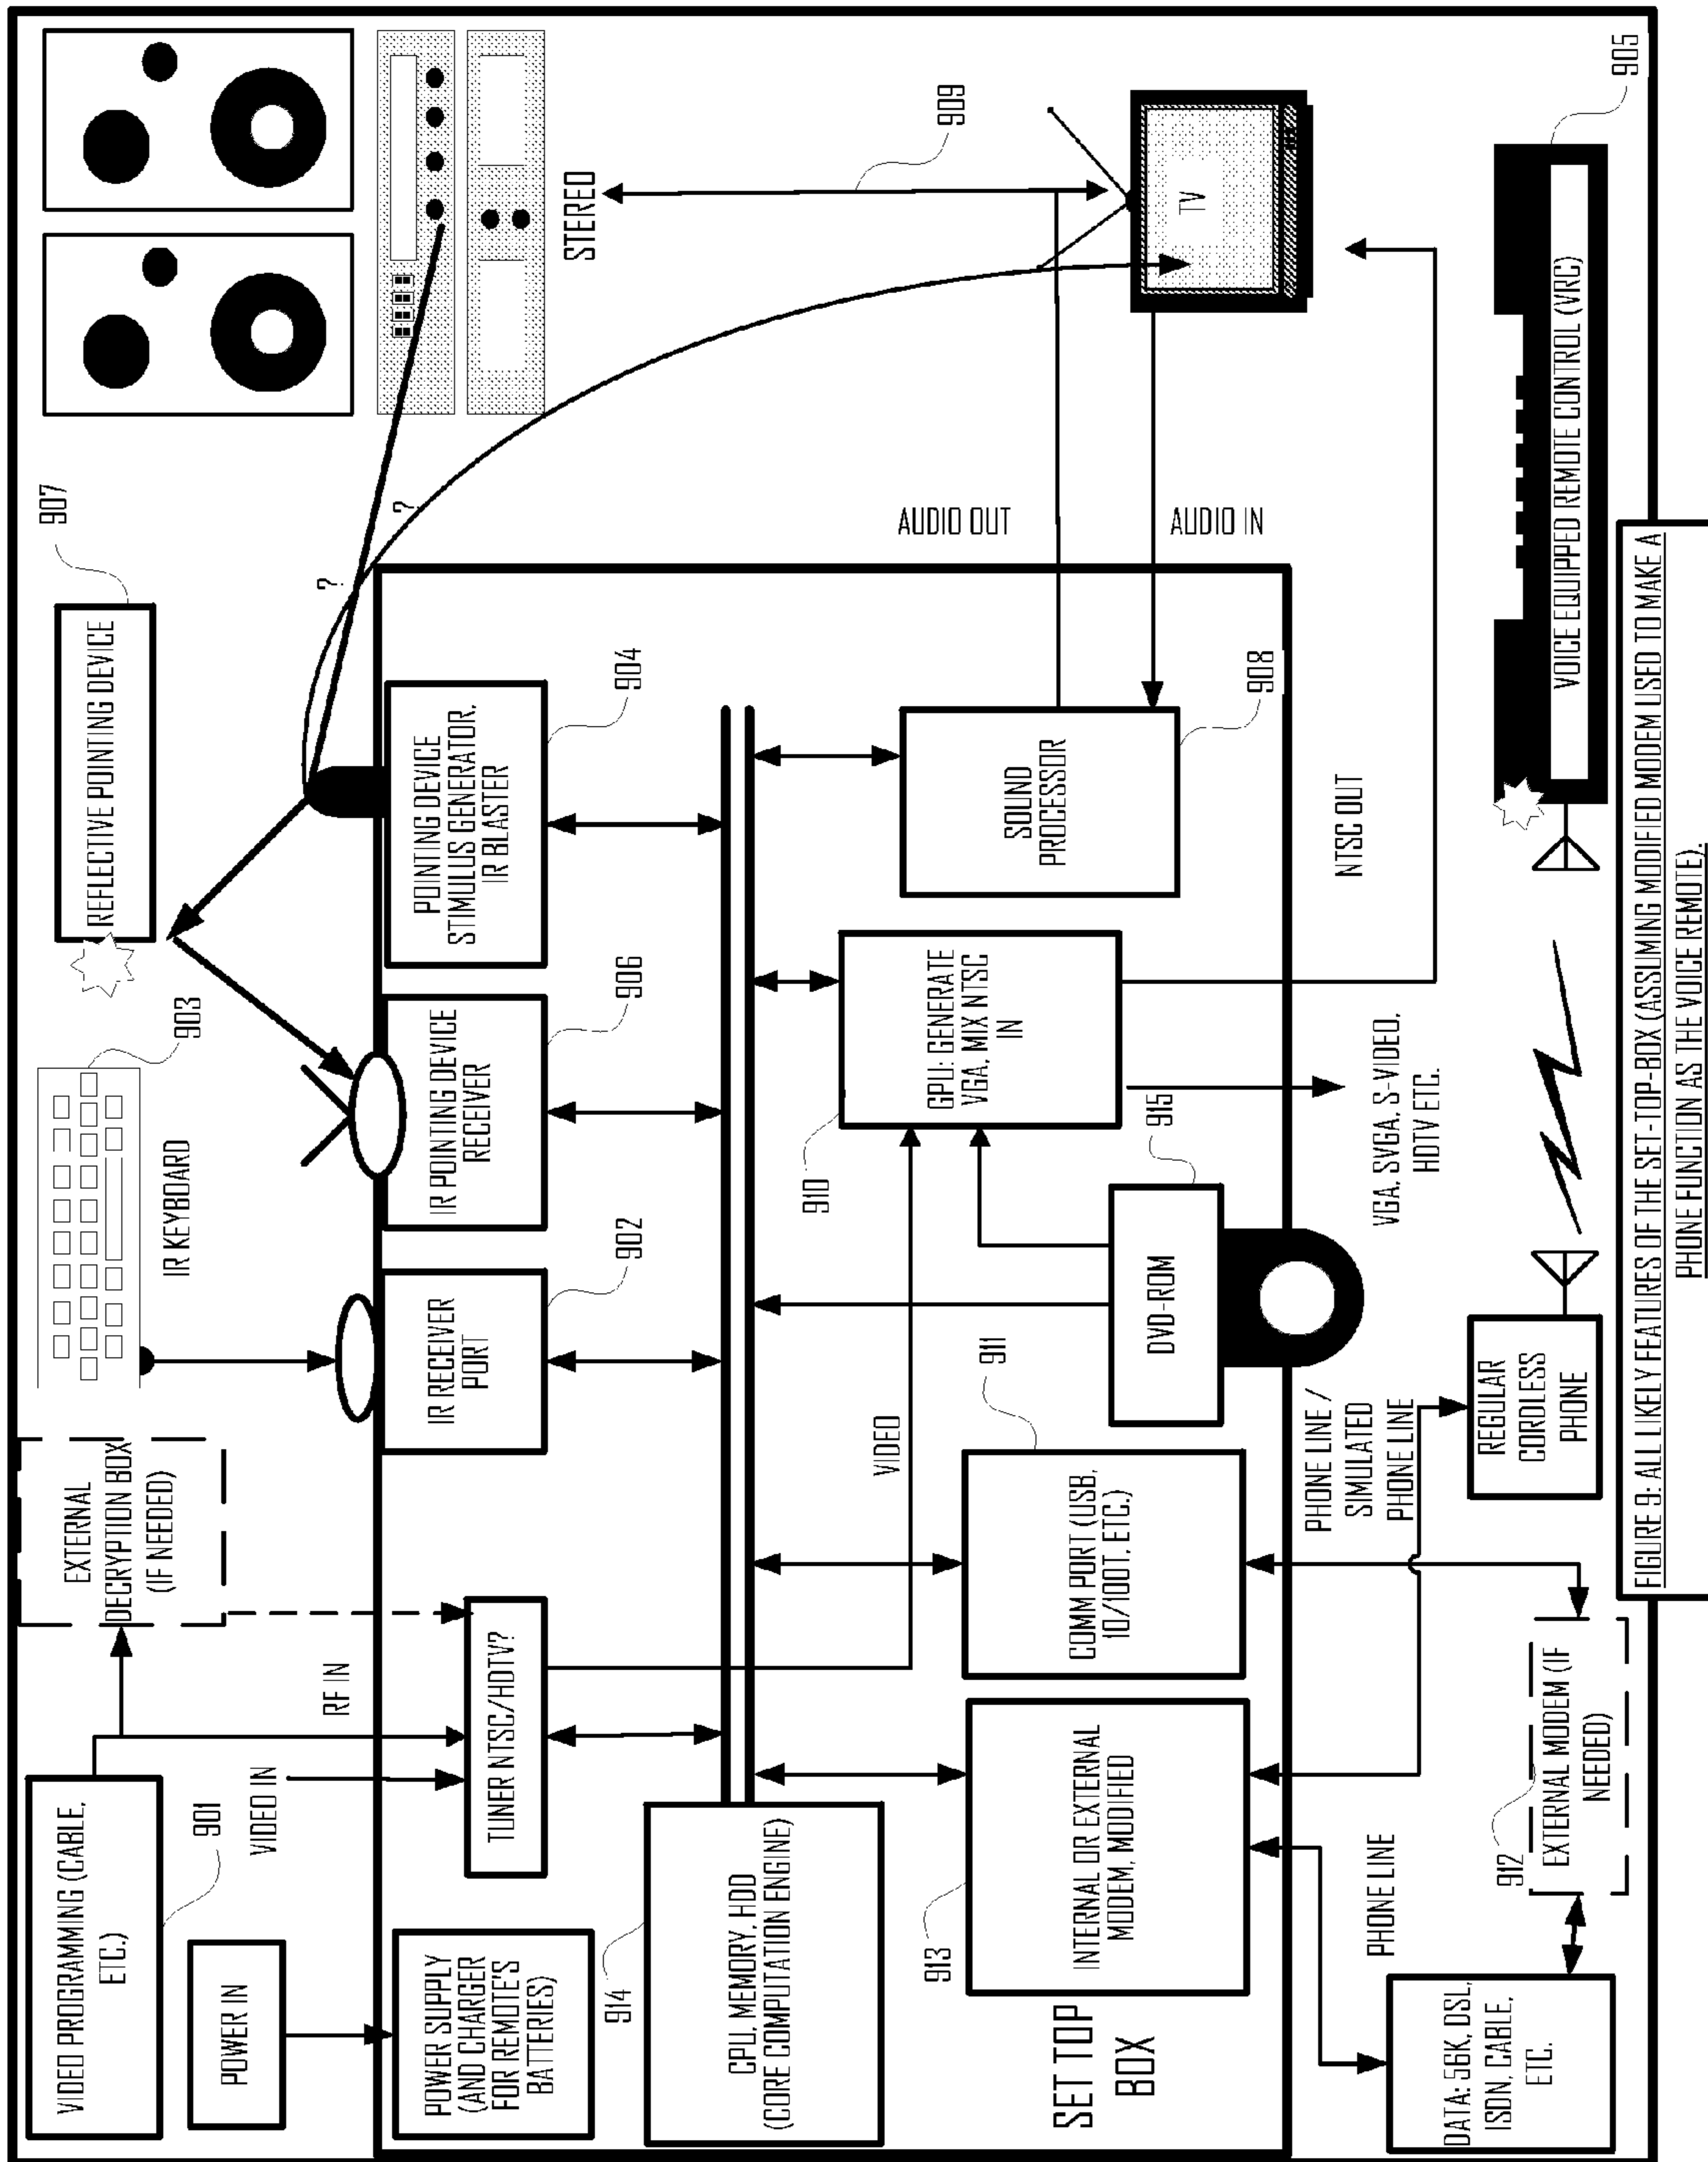 VIDEO PROGRAMMING (CABLE,
ETC.)
901
POWER IN
VIDEO IN
RF IN
EXTERNAL
DECRYPTION BOX
(IF NEEDED)
903
IR KEYBOARD
REFLECTIVE POINTING DEVICE
907
?
?
POWER SUPPLY
(AND CHARGER
FOR REMOTE'S
BATTERIES)
TUNER NTSC/HDTV?
IR RECEIVER
PORT
902
IR POINTING DEVICE
RECEIVER
906
POINTING DEVICE
STIMULUS GENERATOR,
IR BLASTER
904
STEREO
909
914
CPU, MEMORY, HDD
(CORE COMPUTATION ENGINE)
VIDEO
910
GPU: GENERATE
VGA, MIX NTSC
IN
SOUND
PROCESSOR
908
AUDIO OUT
AUDIO IN
TV
913
INTERNAL OR EXTERNAL
MODEM, MODIFIED
911
COMM PORT (USB,
10/100T, ETC.)
DVD-ROM
915
SET TOP
BOX
VGA, SVGA, S-VIDEO,
HDTV ETC.
NTSC OUT
PHONE LINE
PHONE LINE /
SIMULATED
PHONE LINE
DATA: 56K, DSL,
ISDN, CABLE,
ETC.
912
EXTERNAL MODEM (IF
NEEDED)
REGULAR
CORDLESS
PHONE
VOICE EQUIPPED REMOTE CONTROL (VRC)
905
FIGURE 9: ALL LIKELY FEATURES OF THE SET-TOP-BOX (ASSUMING MODIFIED MODEM USED TO MAKE A
PHONE FUNCTION AS THE VOICE REMOTE).